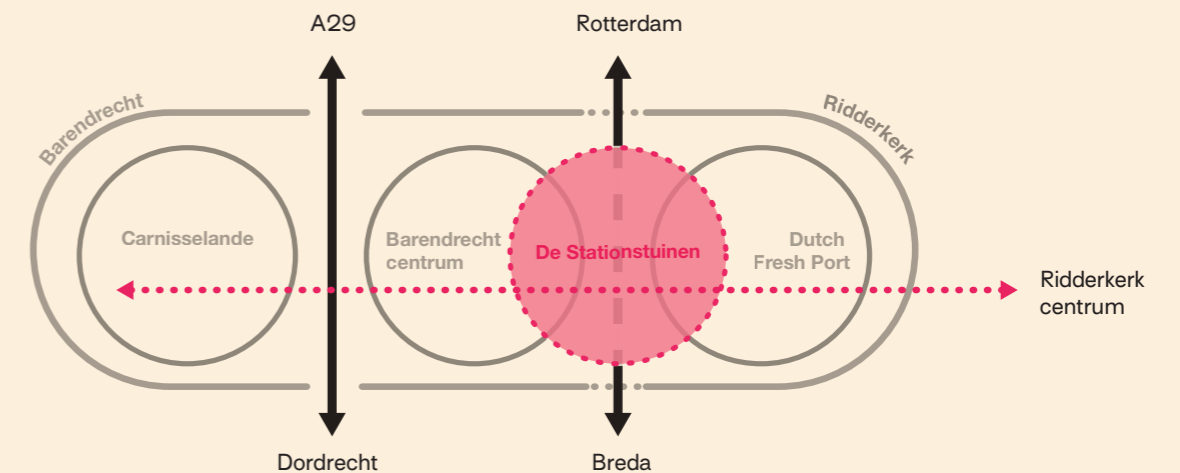 A29
Rotterdam
Barendrecht
Ridderkerk
Carnisselande
Barendrecht
centrum
De Stationstuinen
Dutch
Fresh Port
Ridderkerk
centrum
Dordrecht
Breda